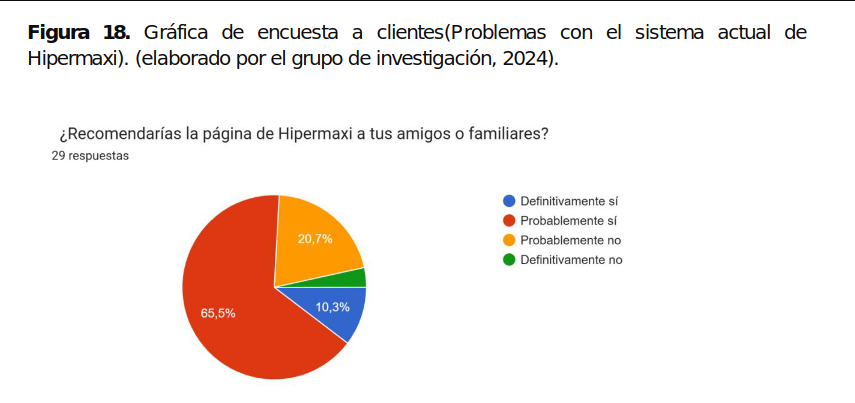 Figura 18. Gráfica de encuesta a clientes(Problemas con el sistema actual de
Hipermaxi). (elaborado por el grupo de investigación, 2024).
¿Recomendarías la página de Hipermaxi a tus amigos o familiares?
29 respuestas
20,7%
10,3%
65,5%
Definitivamente sí
Probablemente sí
Probablemente no
Definitivamente no